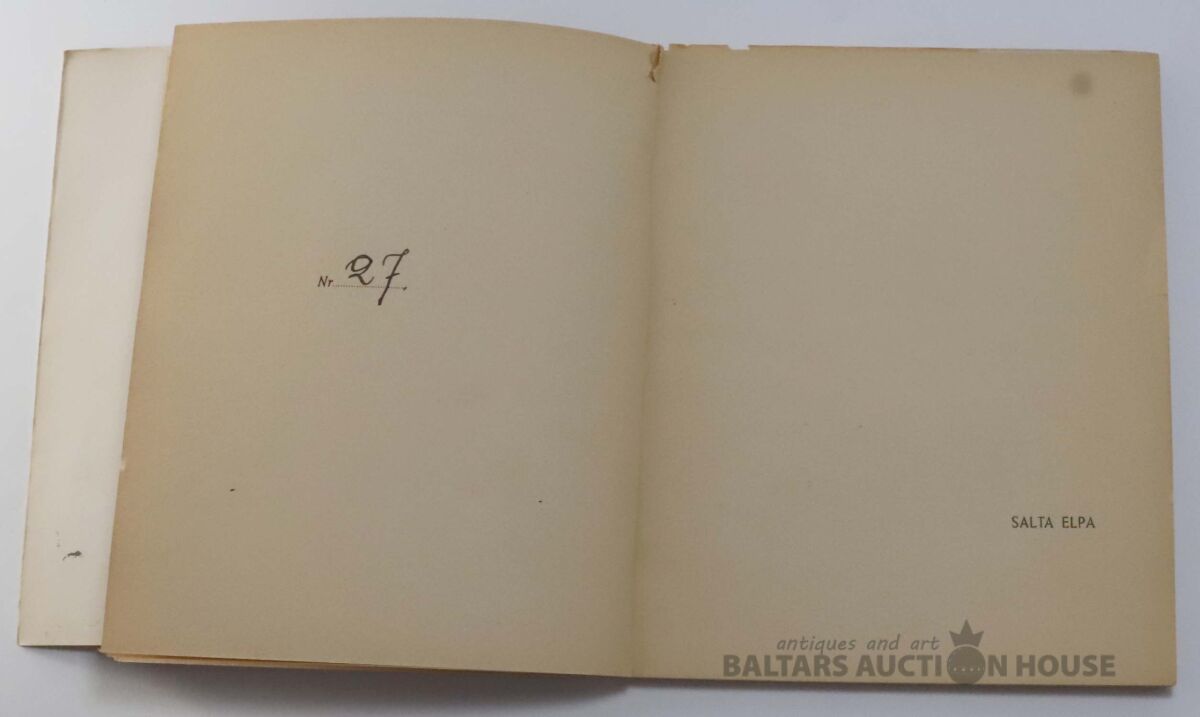 Nr 27.
SALTA ELPA
antiques and art
BALTARS AUCTION HOUSE